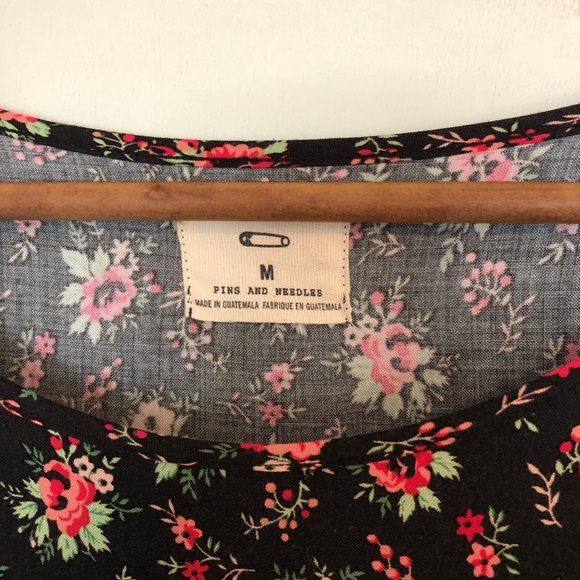 M
PINS AND NEEDLES
MADE IN GUATEMALA FABRIQUE EN GUATEMALA